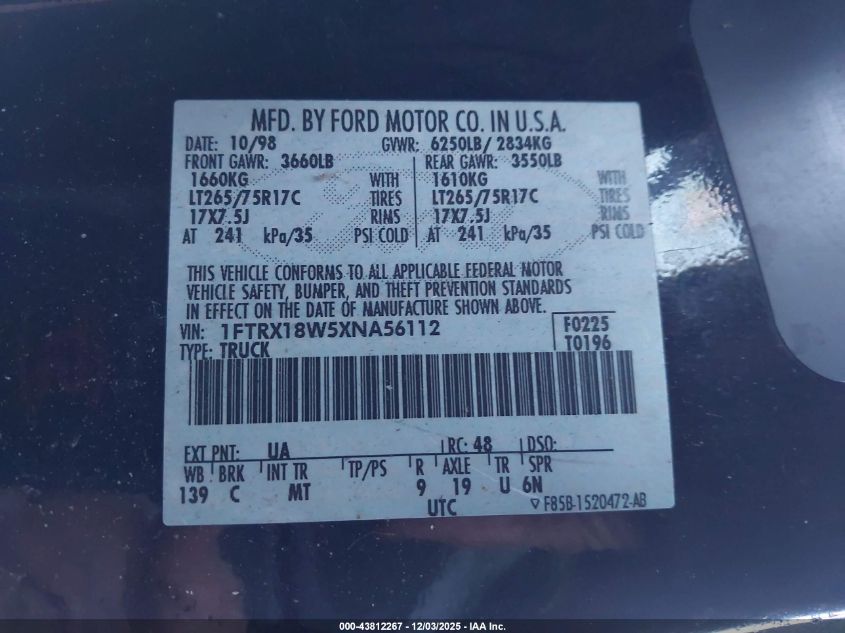 MFD. BY FORD MOTOR CO. IN U.S.A.
DATE: 10/98 GVWR: 6250LB/ 2834KG
FRONT GAWR: 3660LB REAR GAWR: 3550LB
1660KG WITH 1610KG WITH
LT265/75R17C TIRES LT265/75R17C TIRES
17X7.5J RIMS 17X7.5J RIMS
AT 241 kPa/35 PSI COLD AT 241 kPa/35 PSI COLD
THIS VEHICLE CONFORMS TO ALL APPLICABLE FEDERAL MOTOR
VEHICLE SAFETY, BUMPER, AND THEFT PREVENTION STANDARDS
IN EFFECT ON THE DATE OF MANUFACTURE SHOWN ABOVE.
VIN: 1FTRX18W5XNA56112 F0225
TYPE: TRUCK T0196
EXT PNT: UA RC: 48 DSO:
WB BRK INT TR TP/PS R AXLE TR SPR
139 C MT 9 19 U 6N
UTC ▽ F85B-1520472-AB
000-43812267 - 12/03/2025 - IAA Inc.